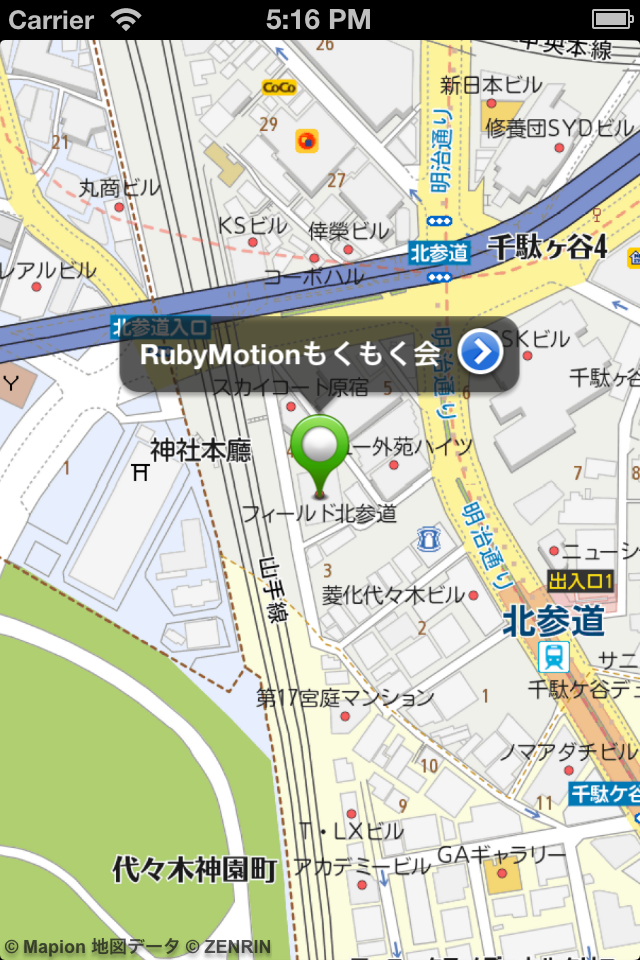 Carrier 5:16 PM
中央本線
26
新日本ビル
CoCo
修養団SYDビル
29
21
明治通り
27
丸商ビル
KSビル
倖榮ビル
北参道
千駄ヶ谷4
レアルビル
コーポハル
北参道入口
SKビル
RubyMotionもくもく会
千駄ヶ
スカイコート原宿
5
6
明治通り
神社本廳
ュー外苑ハイツ
1
7
8
フィールド北参道
明治通り
山手線
ニューシ
3
出入口1
菱化代々木ビル
北参道
2
サニ
千駄ケ谷デュ
第17宮庭マンション
1
ノマアダチビル
10
千駄ケ谷
9
11
T・LXビル
代々木神園町
アカデミービル
GAギャラリー
© Mapion 地図データ © ZENRIN